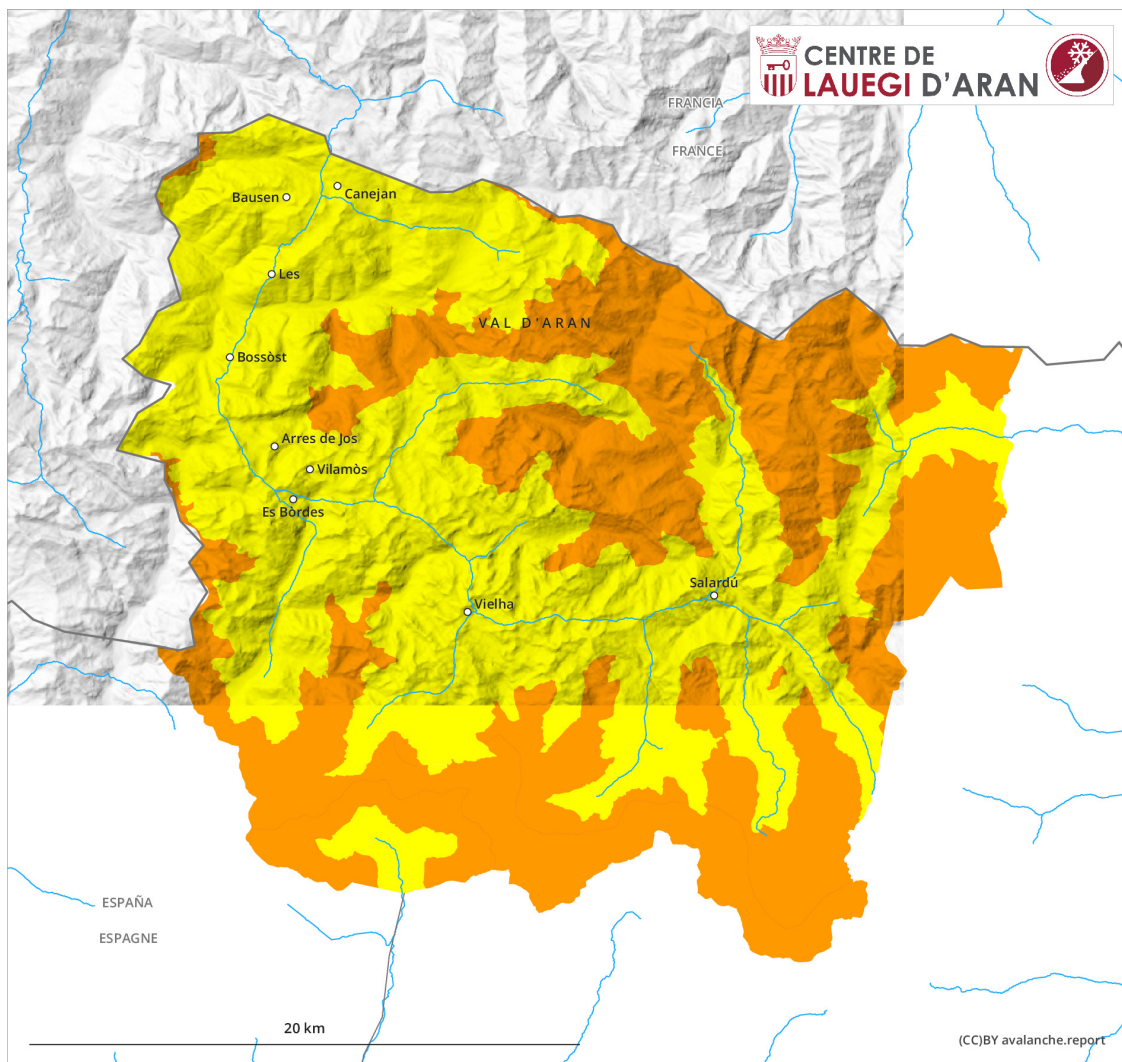 CENTRE DE
LAUEGI D'ARAN
FRANCIA
FRANCE
Bausen
Canejan
Les
VAL D'ARAN
Bossòst
Arres de Jos
Vilamòs
Es Bòrdes
Salardú
Vielha
ESPAÑA
ESPAGNE
20 km
(CC)BY avalanche.report